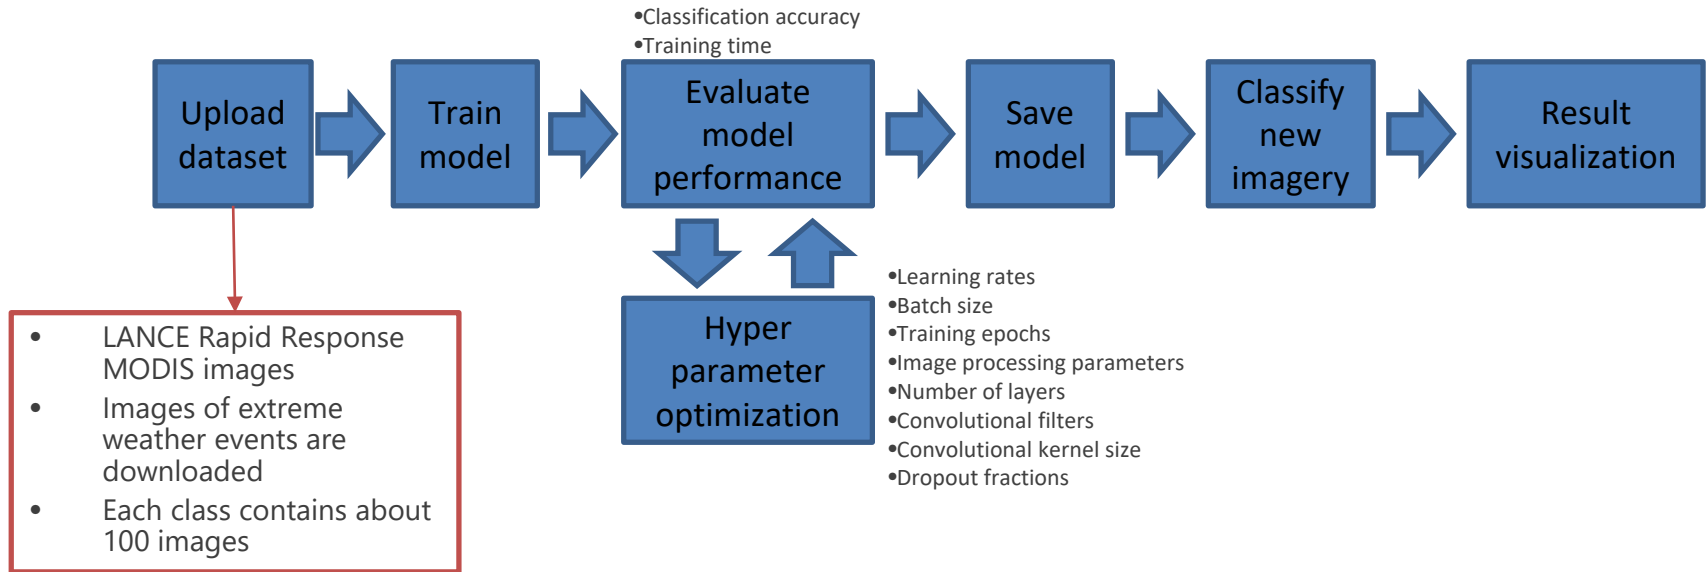 •Classification accuracy
•Training time
Upload
dataset
Train
model
Evaluate
model
performance
Save
model
Classify
new
imagery
Result
visualization
• LANCE Rapid Response
MODIS images
• Images of extreme
weather events are
downloaded
• Each class contains about
100 images
Hyper
parameter
optimization
•Learning rates
•Batch size
•Training epochs
•Image processing parameters
•Number of layers
•Convolutional filters
•Convolutional kernel size
•Dropout fractions